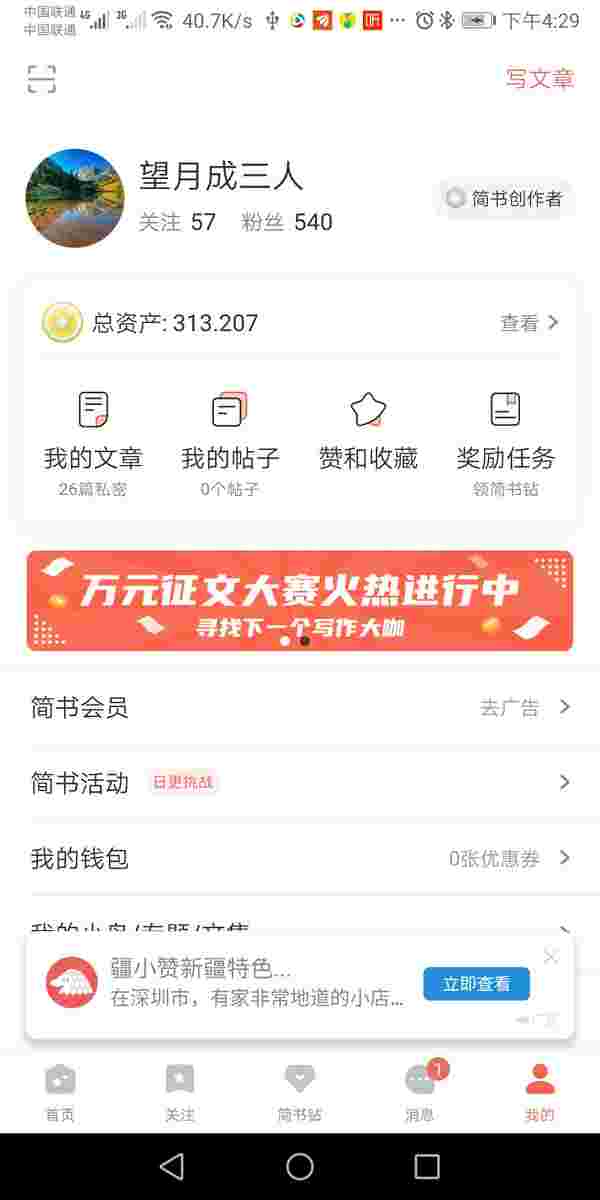 中国联通 4G 3G 40.7K/s 下午4:29
中国联通
写文章
望月成三人
关注 57 粉丝 540
简书创作者
总资产: 313.207 查看
我的文章 我的帖子 赞和收藏 奖励任务
26篇私密 0个帖子 领简书钻
万元征文大赛火热进行中
寻找下一个写作大咖
简书会员 去广告
简书活动 日更挑战
我的钱包 0张优惠券
我的小岛/专题/文集
疆小赞新疆特色...
在深圳市，有家非常地道的小店...
立即查看
广告
1
首页 关注 简书钻 消息 我的